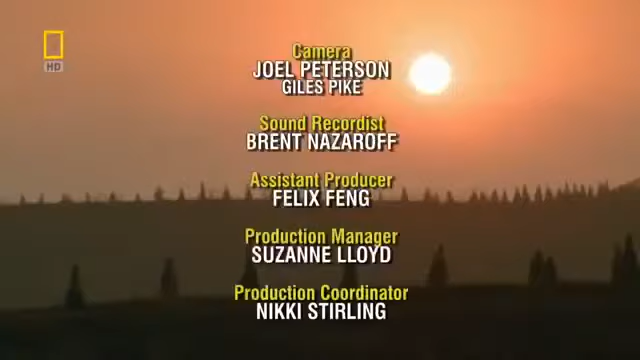 HD
Camera
JOEL PETERSON
GILES PIKE
Sound Recordist
BRENT NAZAROFF
Assistant Producer
FELIX FENG
Production Manager
SUZANNE LLOYD
Production Coordinator
NIKKI STIRLING